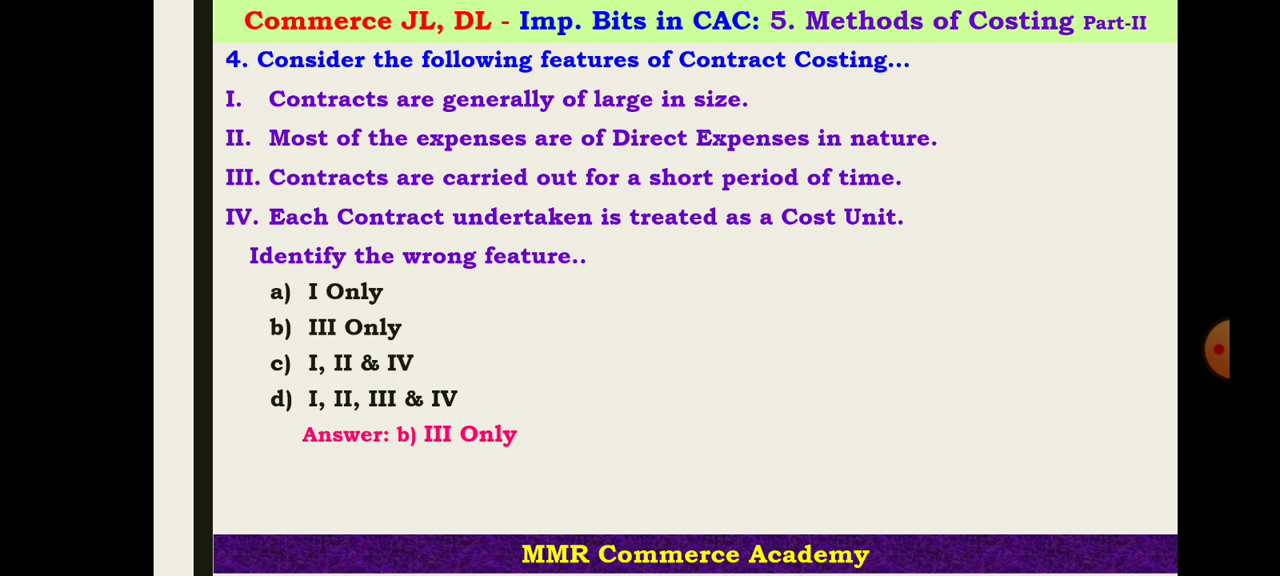 Commerce JL, DL - Imp. Bits in CAC: 5. Methods of Costing Part-II
4. Consider the following features of Contract Costing...
I. Contracts are generally of large in size.
II. Most of the expenses are of Direct Expenses in nature.
III. Contracts are carried out for a short period of time.
IV. Each Contract undertaken is treated as a Cost Unit.
Identify the wrong feature..
a) I Only
b) III Only
c) I, II & IV
d) I, II, III & IV
Answer: b) III Only
MMR Commerce Academy